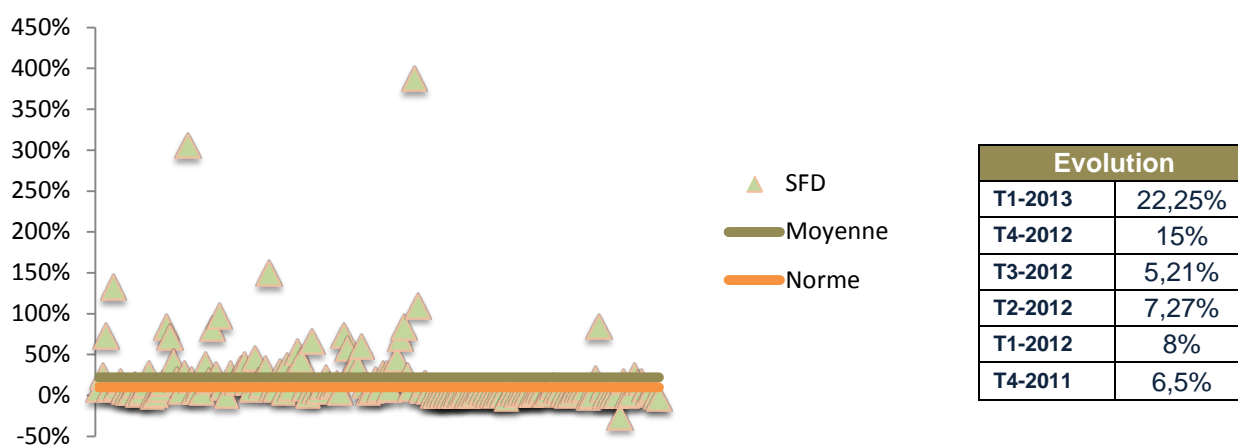 450%
400%
350%
300%
250%
200%
150%
100%
50%
0%
-50%
SFD
Moyenne
Norme
Evolution
T1-2013 22,25%
T4-2012 15%
T3-2012 5,21%
T2-2012 7,27%
T1-2012 8%
T4-2011 6,5%